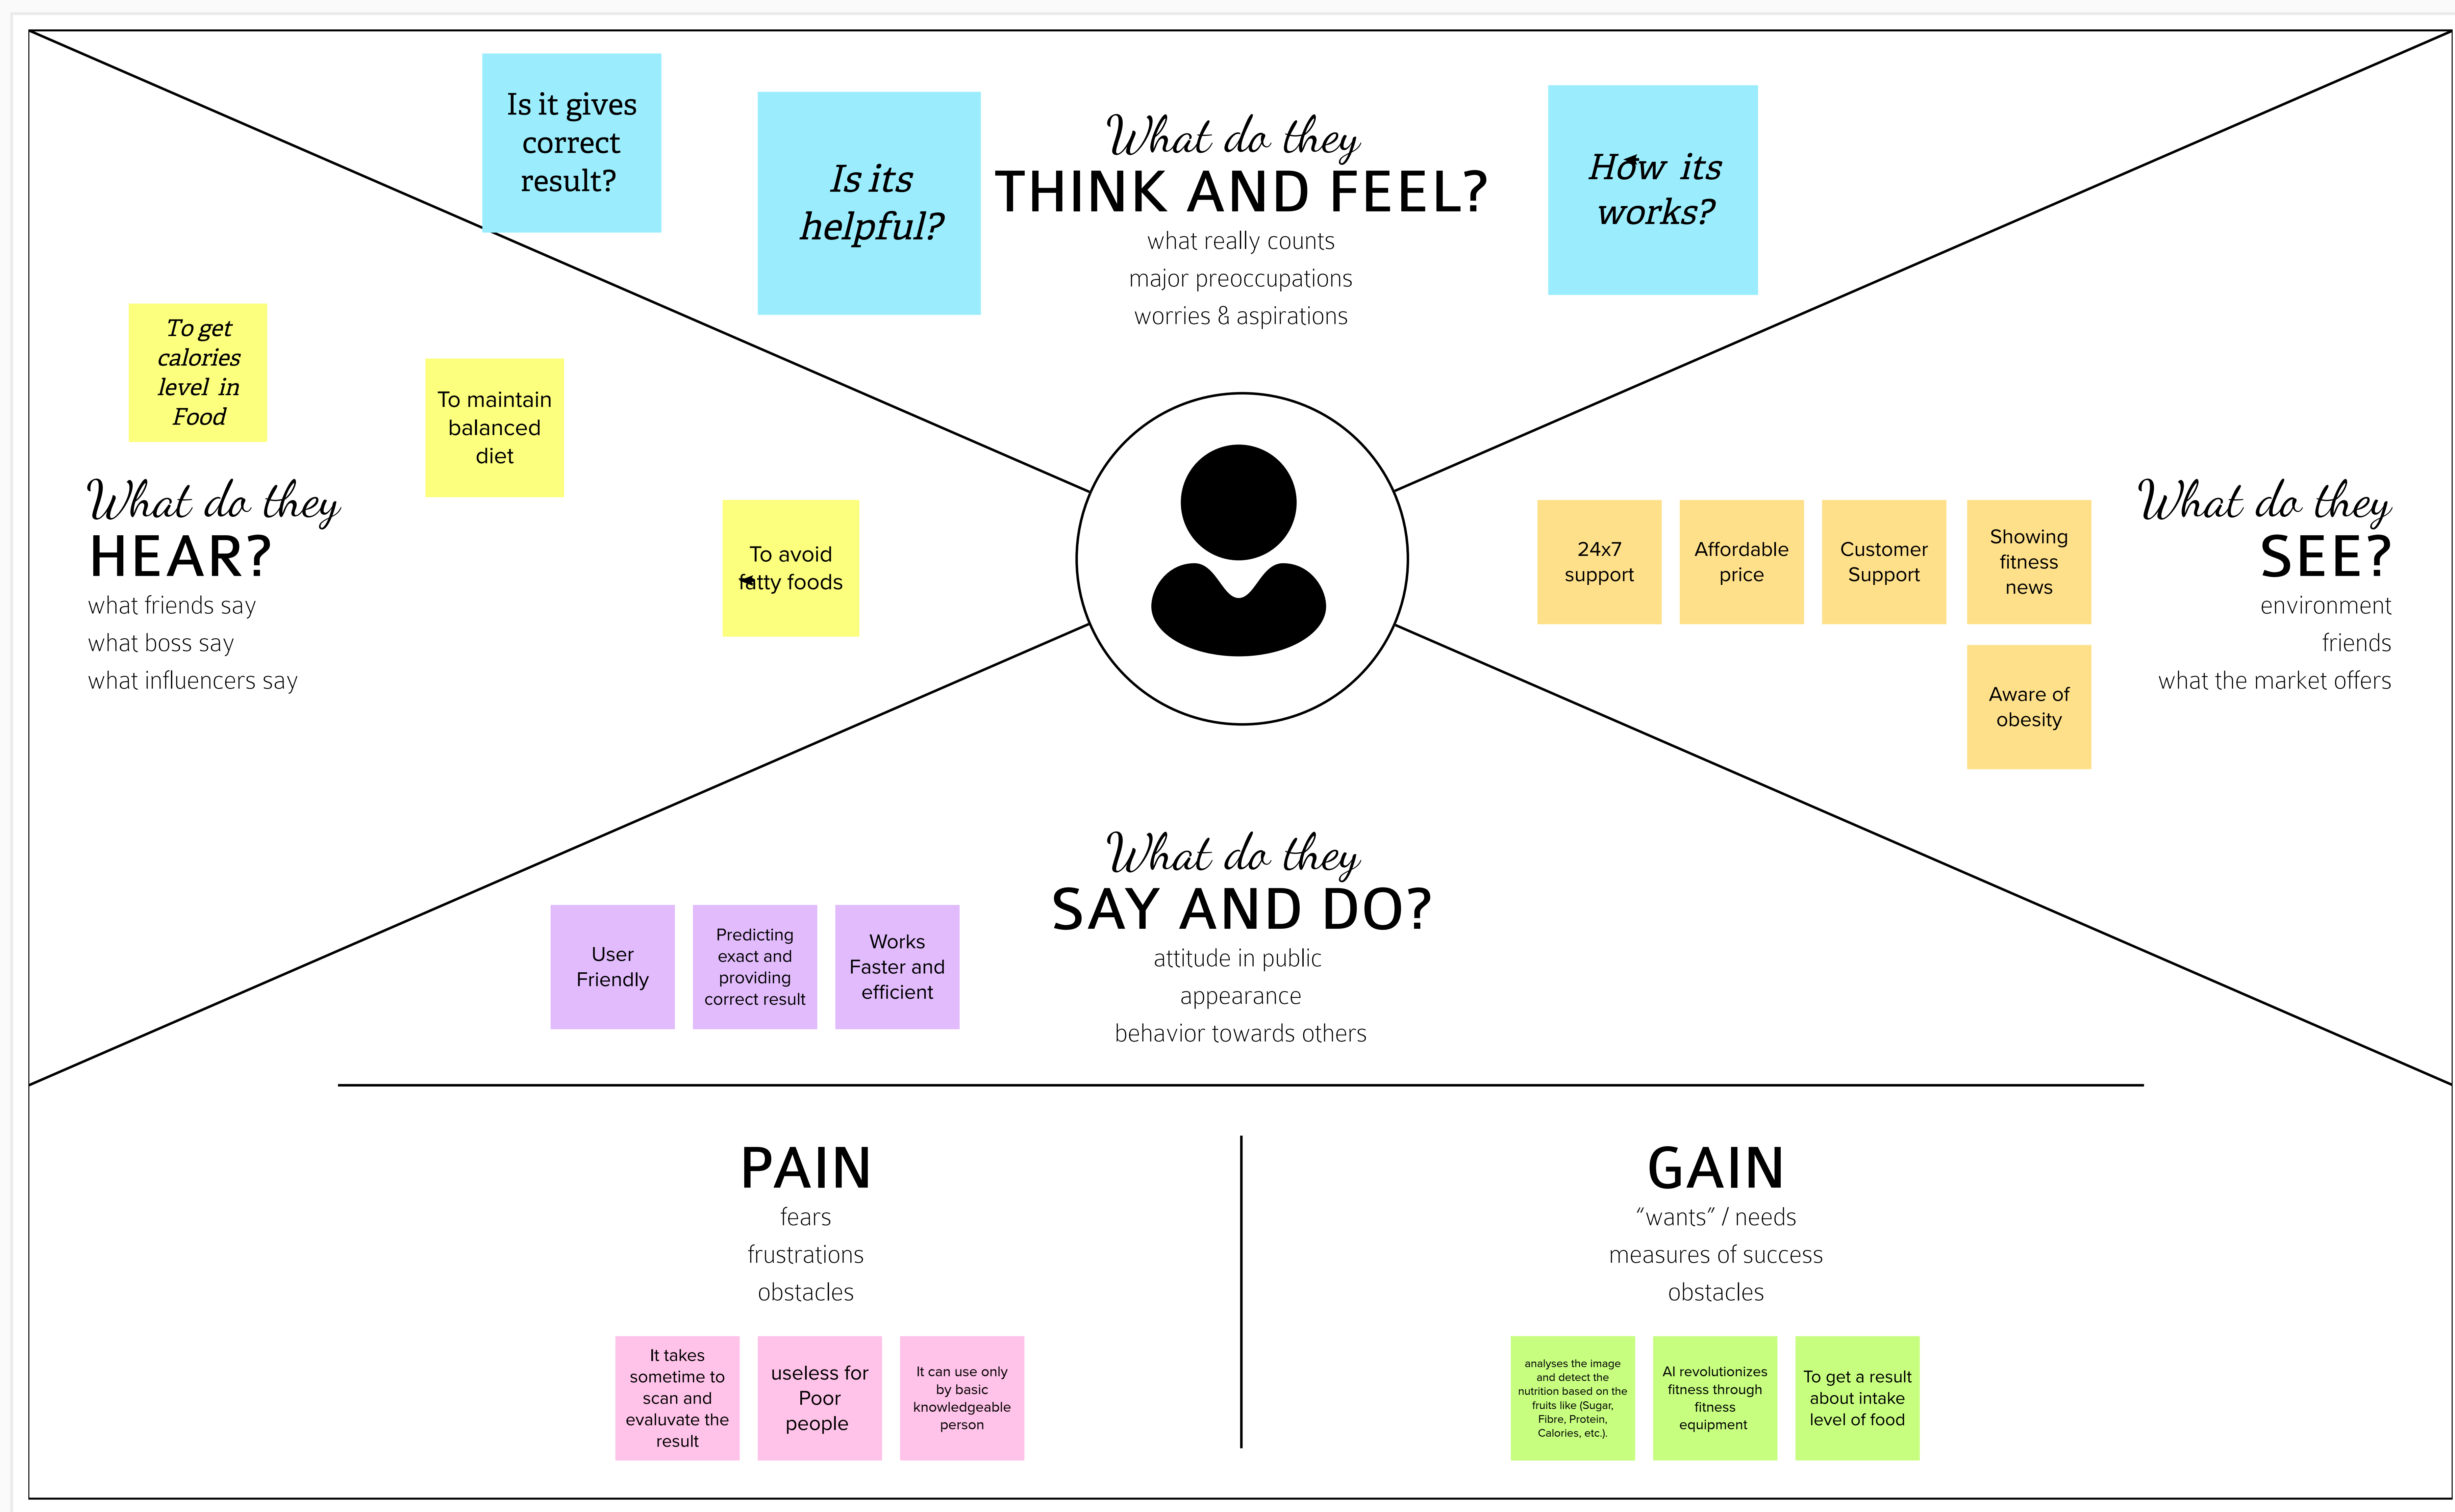 Is it gives
correct
result?
Is its
helpful?
What do they
THINK AND FEEL?
what really counts
major preoccupations
worries & aspirations
How its
works?
To get
calories
level in
Food
To maintain
balanced
diet
To avoid
fatty foods
What do they
HEAR?
what friends say
what boss say
what influencers say
24x7
support
Affordable
price
Customer
Support
Showing
fitness
news
Aware of
obesity
What do they
SEE?
environment
friends
what the market offers
What do they
SAY AND DO?
attitude in public
appearance
behavior towards others
User
Friendly
Predicting
exact and
providing
correct result
Works
Faster and
efficient
PAIN
fears
frustrations
obstacles
It takes
sometime to
scan and
evaluvate the
result
useless for
Poor
people
It can use only
by basic
knowledgeable
person
GAIN
“wants” / needs
measures of success
obstacles
analyses the image
and detect the
nutrition based on the
fruits like (Sugar,
Fibre, Protein,
Calories, etc.).
AI revolutionizes
fitness through
fitness
equipment
To get a result
about intake
level of food